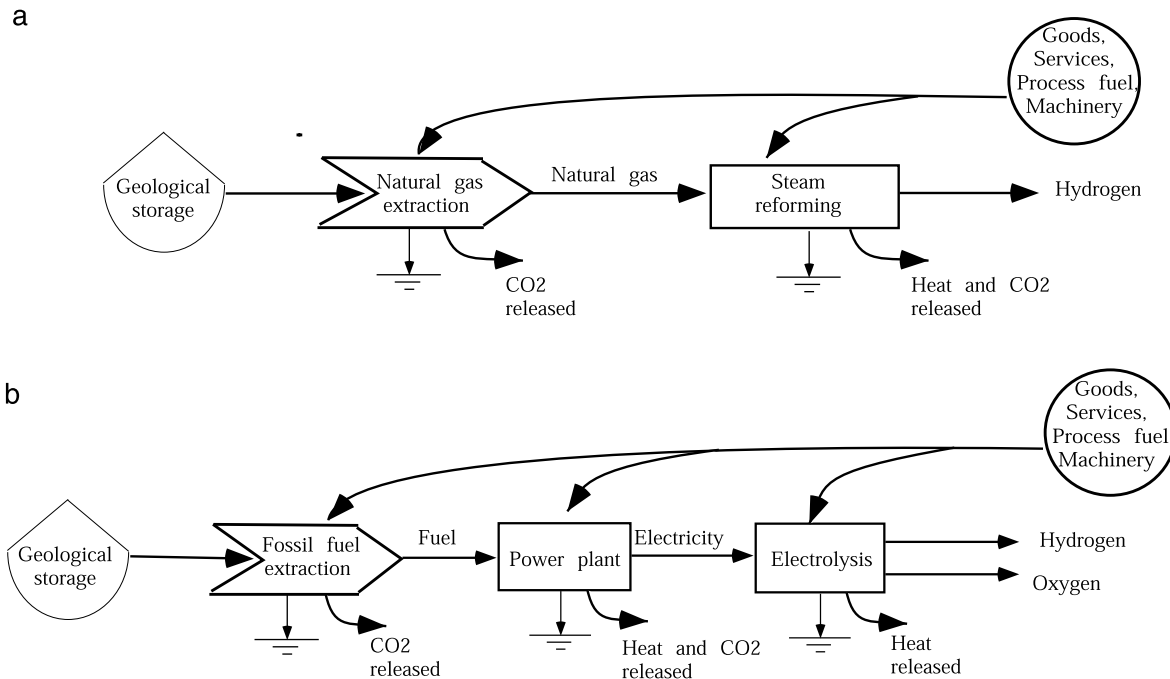 a
Goods,
Services,
Process fuel,
Machinery
Geological
storage
Natural gas
extraction
Natural gas
Steam
reforming
Hydrogen
CO2
released
Heat and CO2
released
b
Goods,
Services,
Process fuel
Machinery
Geological
storage
Fossil fuel
extraction
Fuel
Power plant
Electricity
Electrolysis
Hydrogen
Oxygen
CO2
released
Heat and CO2
released
Heat
released